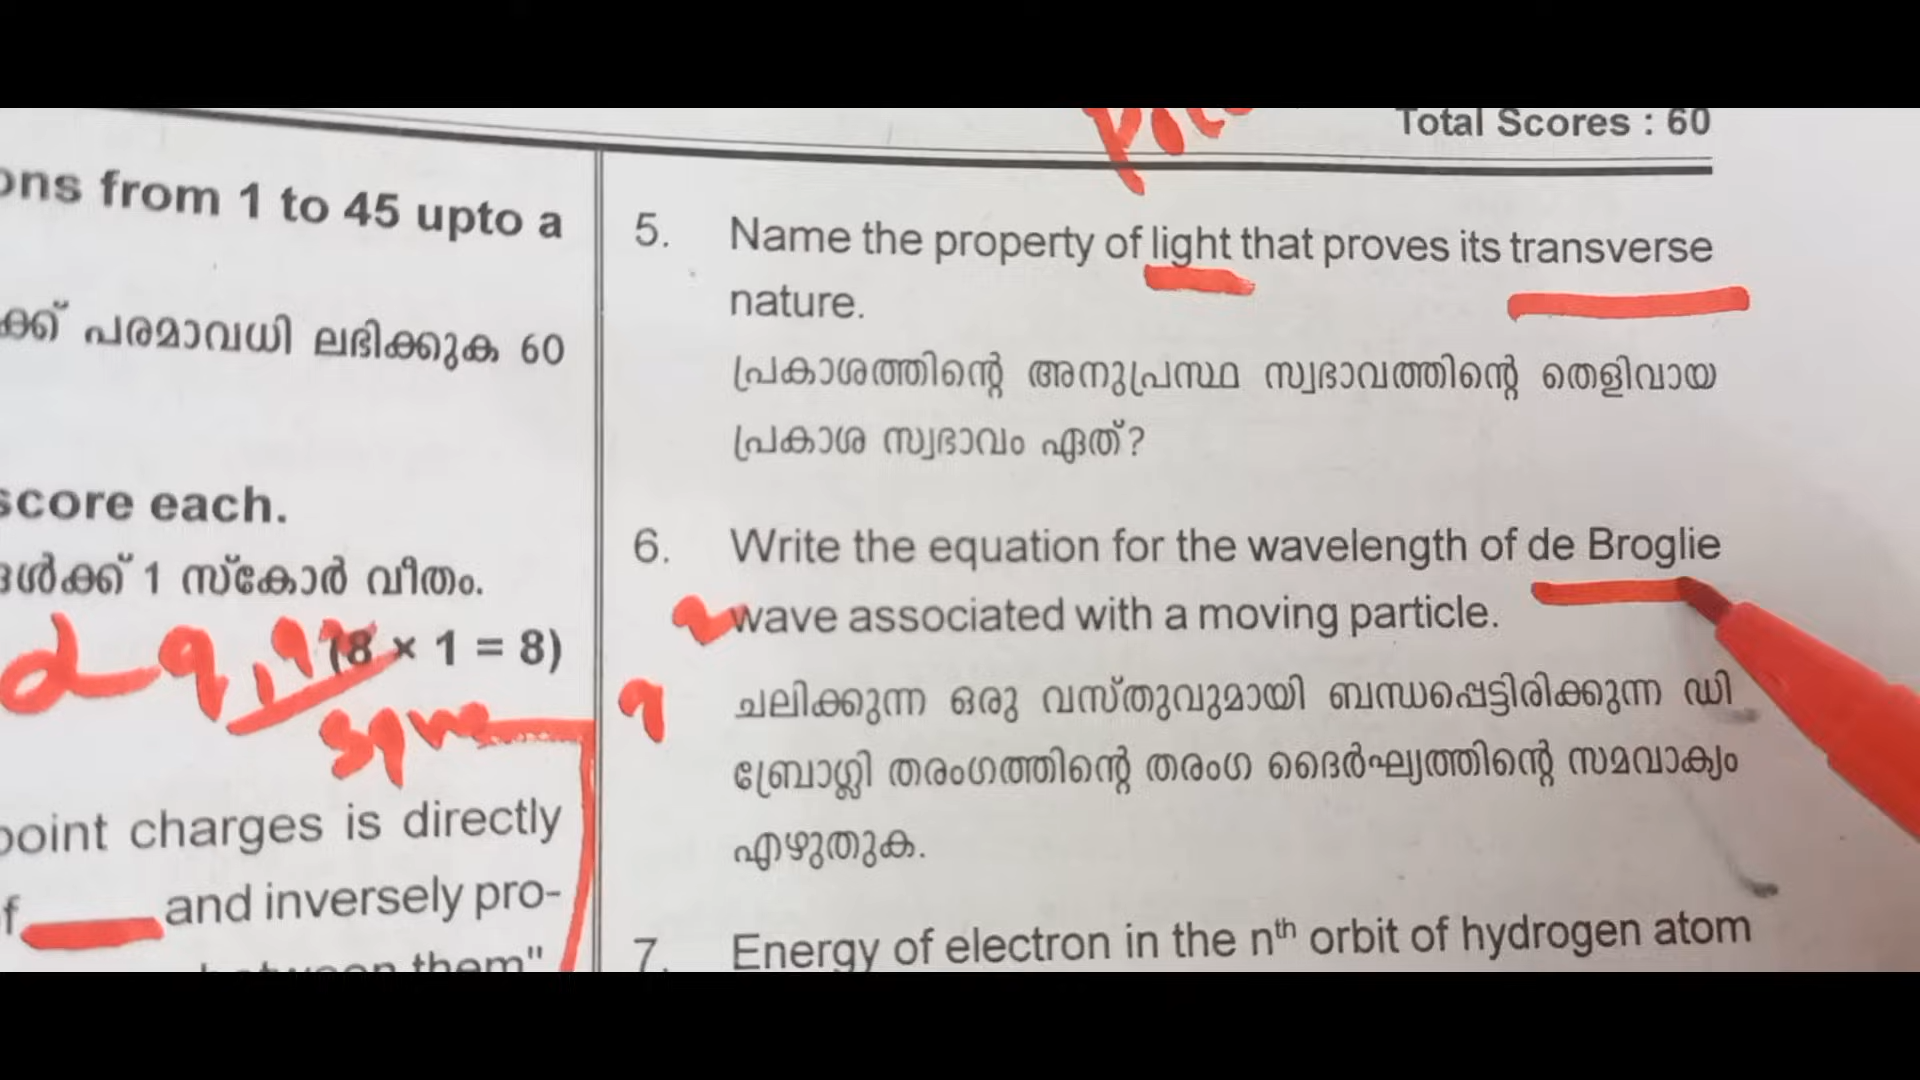 Total Scores : 60
from 1 to 45 upto a
പരമാവധി ലഭിക്കുക 60
score each.
1 സ്കോർ വീതം.
(8 × 1 = 8)
point charges is directly
and inversely pro-
between them"
5. Name the property of light that proves its transverse
nature.
പ്രകാശത്തിന്റെ അനുപ്രസ്ഥ സ്വഭാവത്തിന്റെ തെളിവായ
പ്രകാശ സ്വഭാവം ഏത്?
6. Write the equation for the wavelength of de Broglie
wave associated with a moving particle.
ചലിക്കുന്ന ഒരു വസ്തുവുമായി ബന്ധപ്പെട്ടിരിക്കുന്ന ഡി
ബ്രോഗ്ലി തരംഗത്തിന്റെ തരംഗ ദൈർഘ്യത്തിന്റെ സമവാക്യം
എഴുതുക.
7. Energy of electron in the nth orbit of hydrogen atom